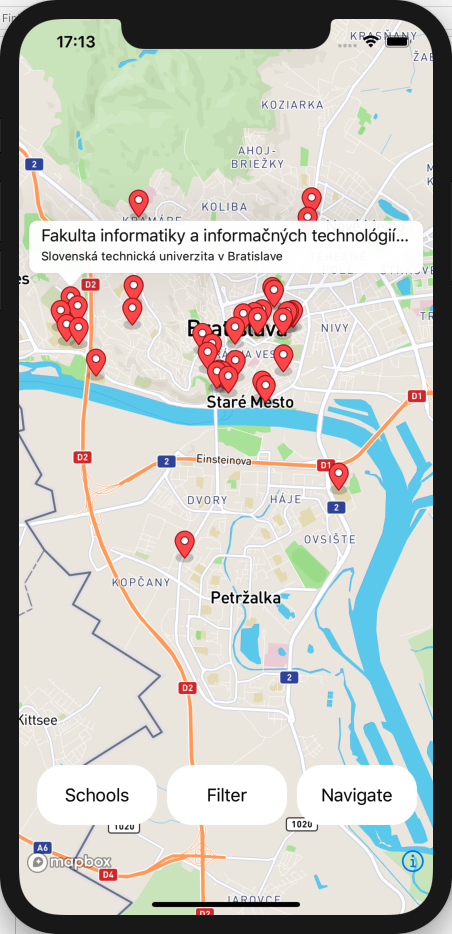 17:13
KRASŇANY
KOZIARKA
AHOJ-
BRIEŽKY
2
KOLIBA
KRAMÁRE
Fakulta informatiky a informačných technológií...
Slovenská technická univerzita v Bratislave
es
D2
Bratislava
NIVY
TR
Staré Mesto
D1
D2
2
Einsteinova
D1
DVORY
HÁJE
2
OVSIŠTE
KOPČANY
Petržalka
2
D2
Kittsee
Schools
Filter
Navigate
1020
1020
A6
mapbox
D4
JAROVCE
D2